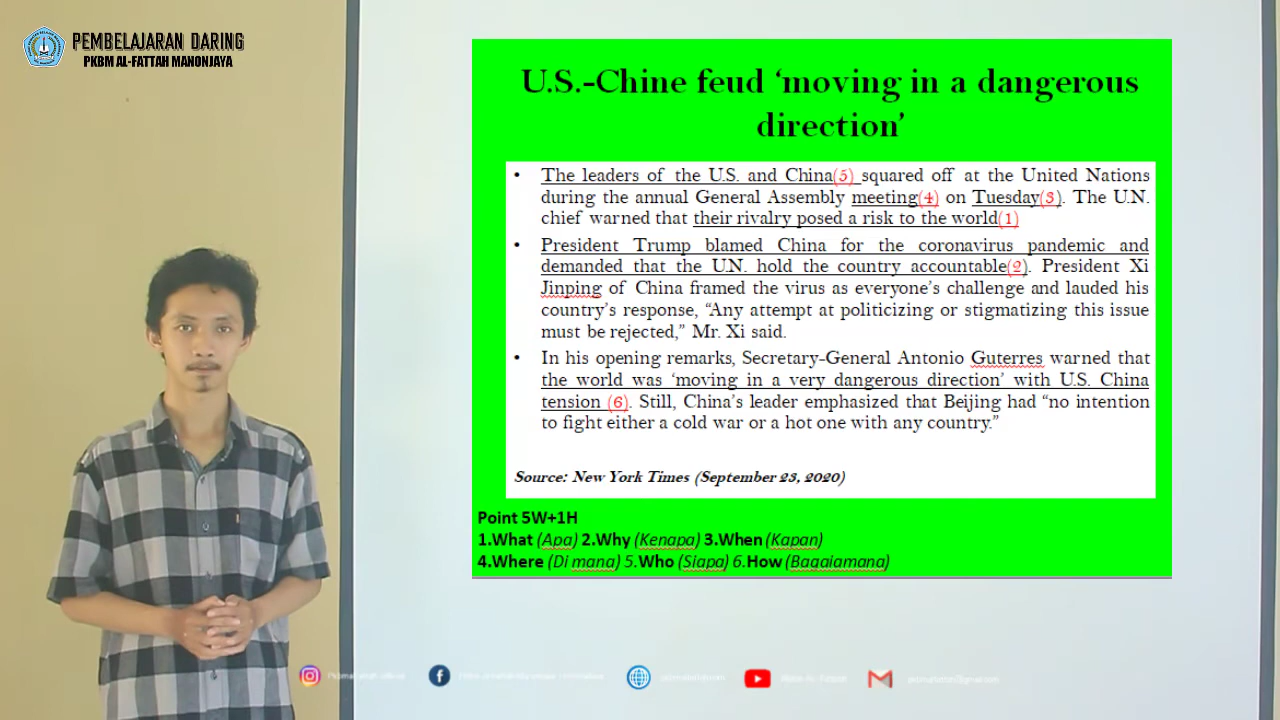 PEMBELAJARAN DARING
PKBM AL-FATTAH MANONJAYA
U.S.-Chine feud ‘moving in a dangerous
direction’
• The leaders of the U.S. and China(5) squared off at the United Nations
during the annual General Assembly meeting(4) on Tuesday(3). The U.N.
chief warned that their rivalry posed a risk to the world(1)
• President Trump blamed China for the coronavirus pandemic and
demanded that the U.N. hold the country accountable(2). President Xi
Jinping of China framed the virus as everyone’s challenge and lauded his
country’s response, “Any attempt at politicizing or stigmatizing this issue
must be rejected,” Mr. Xi said.
• In his opening remarks, Secretary-General Antonio Guterres warned that
the world was ‘moving in a very dangerous direction’ with U.S. China
tension (6). Still, China’s leader emphasized that Beijing had “no intention
to fight either a cold war or a hot one with any country.”
Source: New York Times (September 23, 2020)
Point 5W+1H
1.What (Apa) 2.Why (Kenapa) 3.When (Kapan)
4.Where (Di mana) 5.Who (Siapa) 6.How (Bagaiamana)